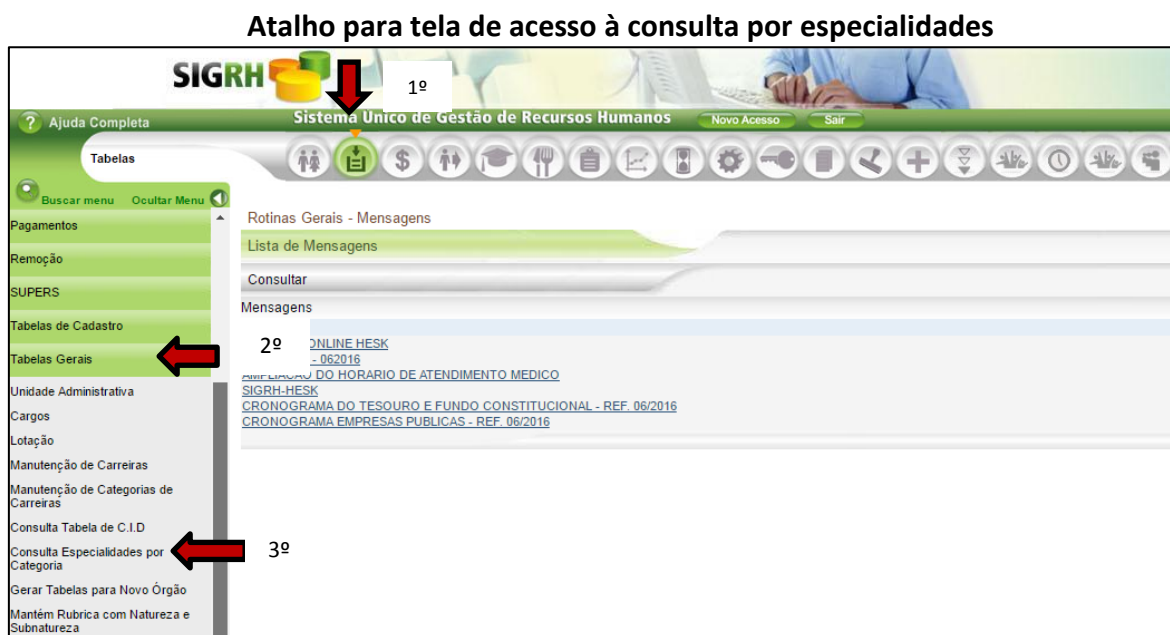 Atalho para tela de acesso à consulta por especialidades
SIGRH
1º
? Ajuda Completa
Sistema Único de Gestão de Recursos Humanos
Novo Acesso
Sair
Tabelas
Buscar menu
Ocultar Menu
Pagamentos
Remoção
SUPERS
Tabelas de Cadastro
Tabelas Gerais
Unidade Administrativa
Cargos
Lotação
Manutenção de Carreiras
Manutenção de Categorias de
Carreiras
Consulta Tabela de C.I.D
Consulta Especialidades por
Categoria
Gerar Tabelas para Novo Órgão
Mantém Rubrica com Natureza e
Subnatureza
Rotinas Gerais - Mensagens
Lista de Mensagens
Consultar
Mensagens
2º
ONLINE HESK
- 062016
AMPLIACAO DO HORARIO DE ATENDIMENTO MEDICO
SIGRH-HESK
CRONOGRAMA DO TESOURO E FUNDO CONSTITUCIONAL - REF. 06/2016
CRONOGRAMA EMPRESAS PUBLICAS - REF. 06/2016
3º